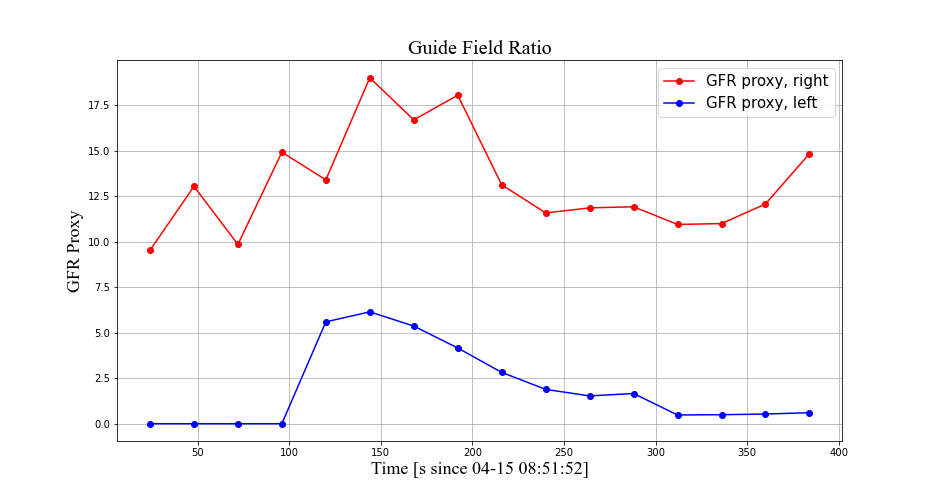 Guide Field Ratio
GFR proxy, right
GFR proxy, left
17.5
15.0
12.5
10.0
7.5
5.0
2.5
0.0
GFR Proxy
50 100 150 200 250 300 350 400
Time [s since 04-15 08:51:52]